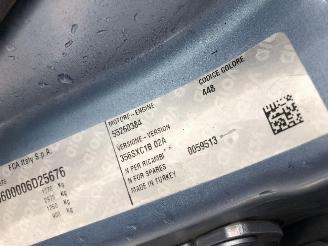 FCA Italy S.p.A.
600006D25676
MOTORE - ENGINE
55260384
VERSIONE - VERSION
356SXC1B 02A
N PER RICAMBI
N FOR SPARES
MADE IN TURKEY
0059513
CODICE COLORE
448